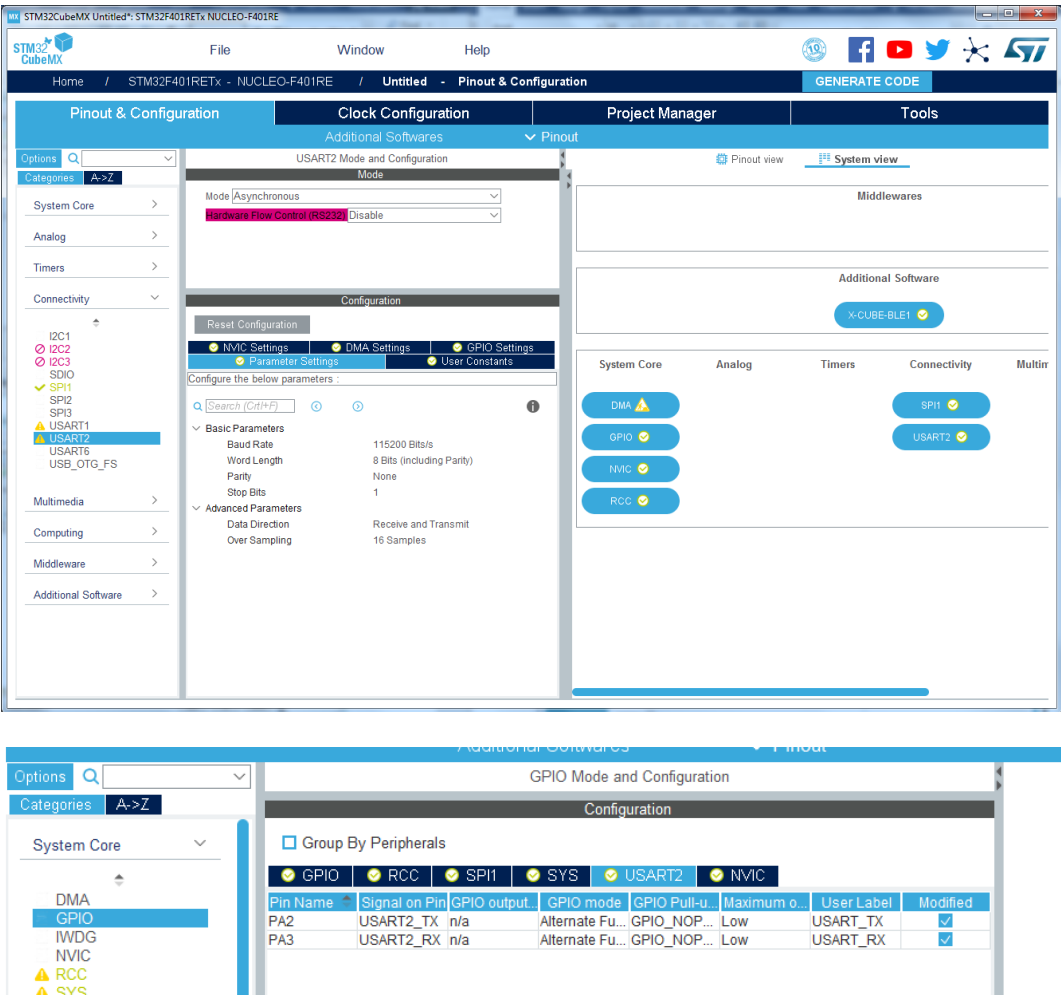 MX STM32CubeMX Untitled*: STM32F401RETx NUCLEO-F401RE
STM32
CubeMX
File Window Help
10
Home / STM32F401RETx - NUCLEO-F401RE / Untitled - Pinout & Configuration GENERATE CODE
Pinout & Configuration Clock Configuration Project Manager Tools
Additional Softwares Pinout
Options
Categories A->Z
System Core
Analog
Timers
Connectivity
I2C1
I2C2
I2C3
SDIO
SPI1
SPI2
SPI3
USART1
USART2
USART6
USB_OTG_FS
Multimedia
Computing
Middleware
Additional Software
USART2 Mode and Configuration
Mode
Mode Asynchronous
Hardware Flow Control (RS232) Disable
Configuration
Reset Configuration
NVIC Settings DMA Settings GPIO Settings
Parameter Settings User Constants
Configure the below parameters :
Search (Crtl+F)
Basic Parameters
Baud Rate 115200 Bits/s
Word Length 8 Bits (including Parity)
Parity None
Stop Bits 1
Advanced Parameters
Data Direction Receive and Transmit
Over Sampling 16 Samples
Pinout view System view
Middlewares
Additional Software
X-CUBE-BLE1
System Core Analog Timers Connectivity Multim
DMA SPI1
GPIO USART2
NVIC
RCC
Additional Softwares Pinout
Options
Categories A->Z
System Core
DMA
GPIO
IWDG
NVIC
RCC
SYS
GPIO Mode and Configuration
Configuration
Group By Peripherals
GPIO RCC SPI1 SYS USART2 NVIC
Pin Name Signal on Pin GPIO output... GPIO mode GPIO Pull-u... Maximum o... User Label Modified
PA2 USART2_TX n/a Alternate Fu... GPIO_NOP... Low USART_TX
PA3 USART2_RX n/a Alternate Fu... GPIO_NOP... Low USART_RX